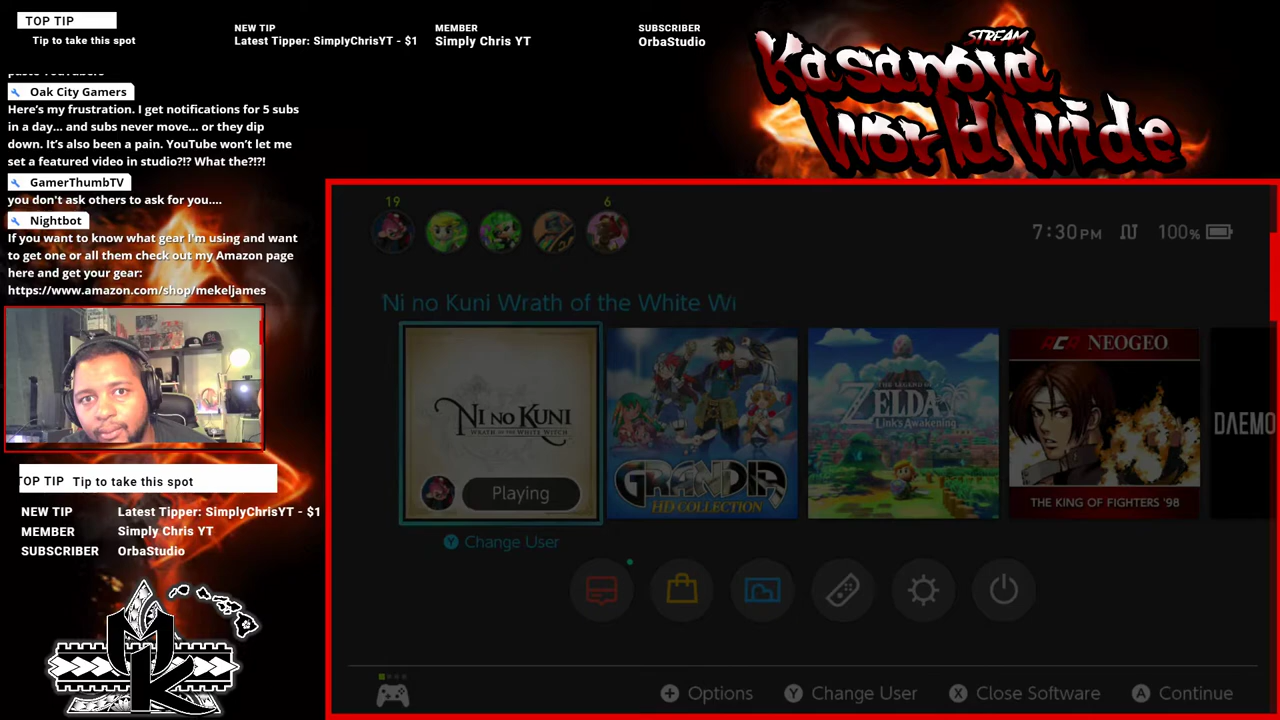 TOP TIP
Tip to take this spot
NEW TIP
Latest Tipper: SimplyChrisYT - $1
MEMBER
Simply Chris YT
SUBSCRIBER
OrbaStudio
STREAM
Kasanova
World Wide
Oak City Gamers
Here's my frustration. I get notifications for 5 subs
in a day... and subs never move... or they dip
down. It's also been a pain. YouTube won't let me
set a featured video in studio?!? What the?!?!
GamerThumbTV
you don't ask others to ask for you....
Nightbot
If you want to know what gear I'm using and want
to get one or all them check out my Amazon page
here and get your gear:
https://www.amazon.com/shop/mekeljames
TOP TIP Tip to take this spot
NEW TIP Latest Tipper: SimplyChrisYT - $1
MEMBER Simply Chris YT
SUBSCRIBER OrbaStudio
MK
19
6
7:30 PM 100%
Ni no Kuni Wrath of the White Wi
NI NO KUNI
WRATH OF THE WHITE WITCH
Playing
GRANDIA
HD COLLECTION
THE LEGEND OF
ZELDA
Link's Awakening
ACA NEOGEO
THE KING OF FIGHTERS '98
DAEMO
Y Change User
+ Options
Y Change User
X Close Software
A Continue